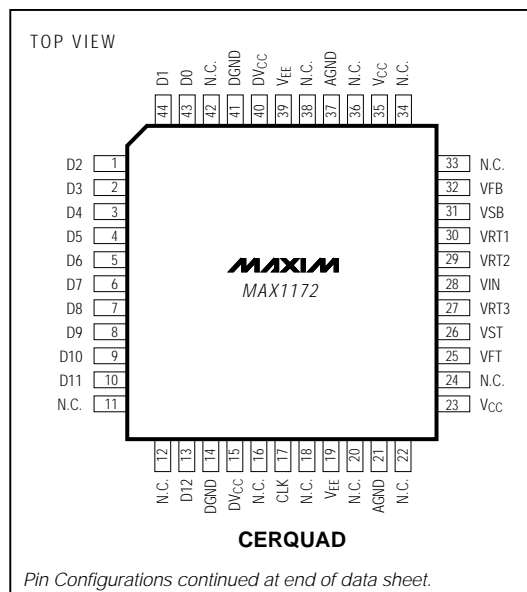 TOP VIEW
D1 D0 N.C. DGND DVCC VEE N.C. AGND N.C. VCC N.C.
44 43 42 41 40 39 38 37 36 35 34
D2 1 33 N.C.
D3 2 32 VFB
D4 3 31 VSB
D5 4 30 VRT1
D6 5 29 VRT2
D7 6 MAXIM 28 VIN
D8 7 MAX1172 27 VRT3
D9 8 26 VST
D10 9 25 VFT
D11 10 24 N.C.
N.C. 11 23 VCC
12 13 14 15 16 17 18 19 20 21 22
N.C. D12 DGND DVCC N.C. CLK N.C. VEE N.C. AGND N.C.
CERQUAD
Pin Configurations continued at end of data sheet.